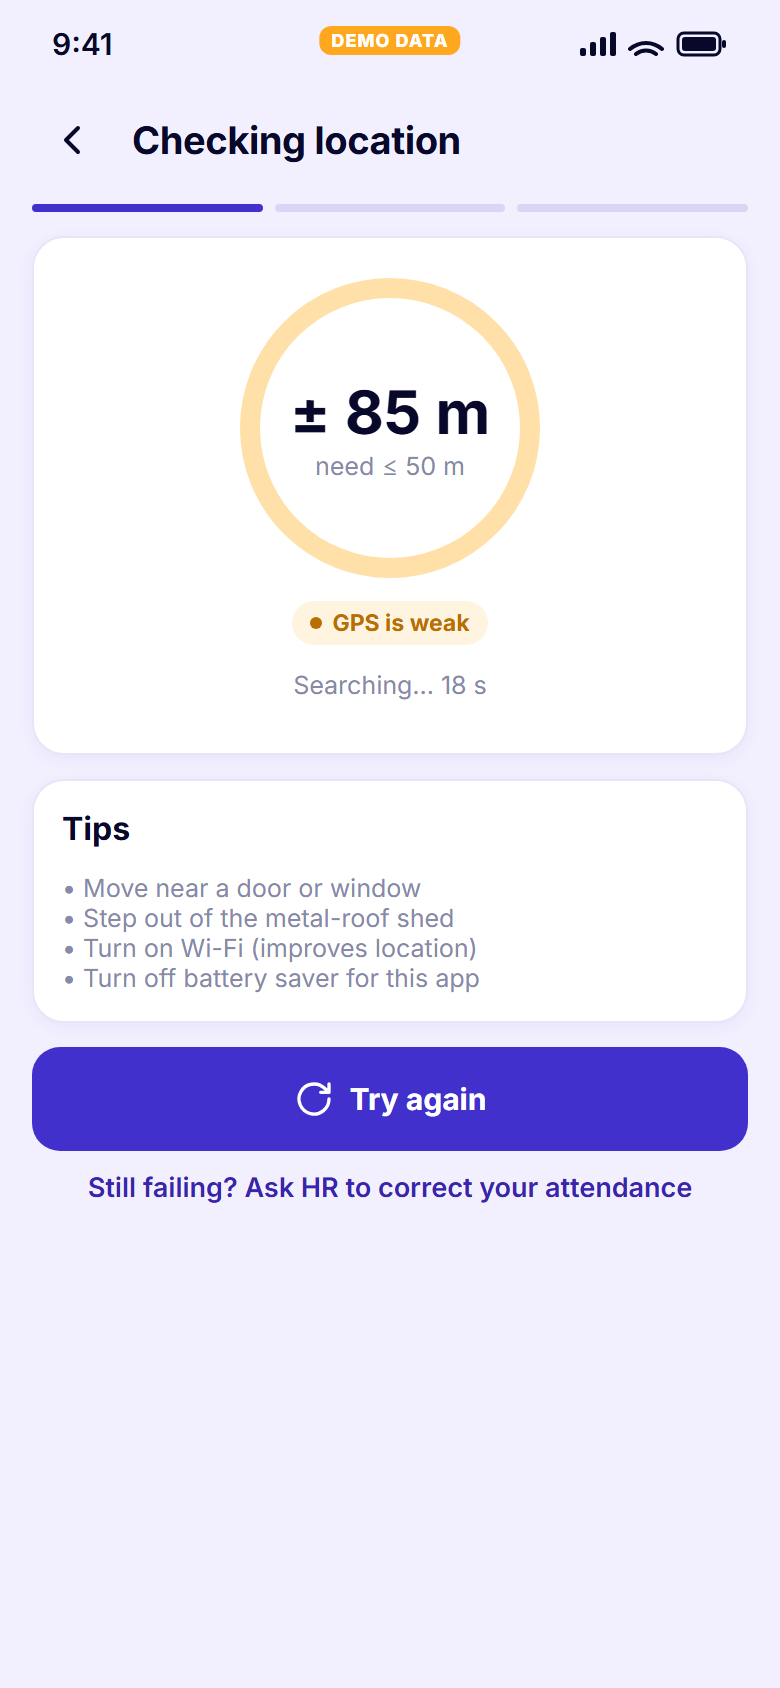 9:41
DEMO DATA
Checking location
± 85 m
need ≤ 50 m
GPS is weak
Searching... 18 s
Tips
• Move near a door or window
• Step out of the metal-roof shed
• Turn on Wi-Fi (improves location)
• Turn off battery saver for this app
Try again
Still failing? Ask HR to correct your attendance